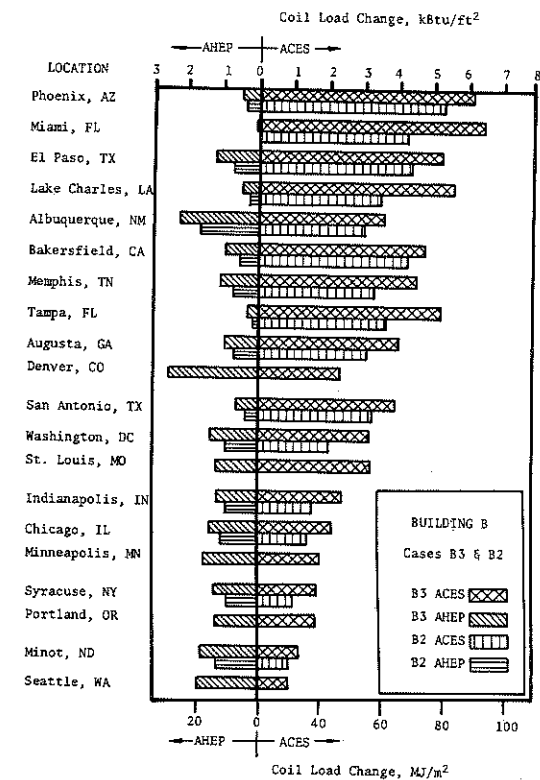 Coil Load Change, kBtu/ft²
AHEP ACES
LOCATION
3 2 1 0 1 2 3 4 5 6 7 8
Phoenix, AZ
Miami, FL
El Paso, TX
Lake Charles, LA
Albuquerque, NM
Bakersfield, CA
Memphis, TN
Tampa, FL
Augusta, GA
Denver, CO
San Antonio, TX
Washington, DC
St. Louis, MO
Indianapolis, IN
Chicago, IL
Minneapolis, MN
Syracuse, NY
Portland, OR
Minot, ND
Seattle, WA
BUILDING B
Cases B3 & B2
B3 ACES
B3 AHEP
B2 ACES
B2 AHEP
20 0 20 40 60 80 100
AHEP ACES
Coil Load Change, MJ/m²